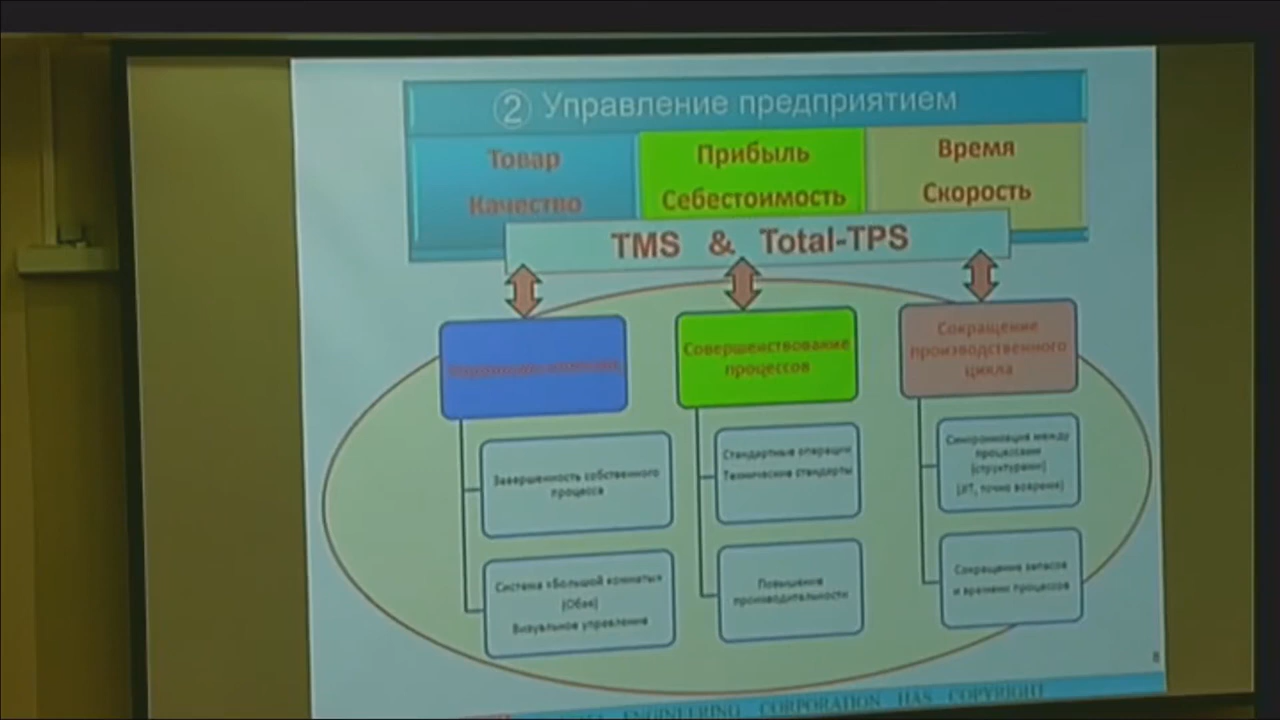 ② Управление предприятием
Товар
Качество
Прибыль
Себестоимость
Время
Скорость
TMS & Total-TPS
Совершенствование
процессов
Сокращение
производственного
цикла
Завершенность собственного
процесса
Система «Большой комнаты»
(Обея)
Визуальное управление
Стандартные операции
Технические стандарты
Повышение
производительности
Синхронизация между
процессами
(структурами)
точно вовремя)
Сокращение запасов
и времени процессов
8
ENGINEERING CORPORATION HAS COPYRIGHT